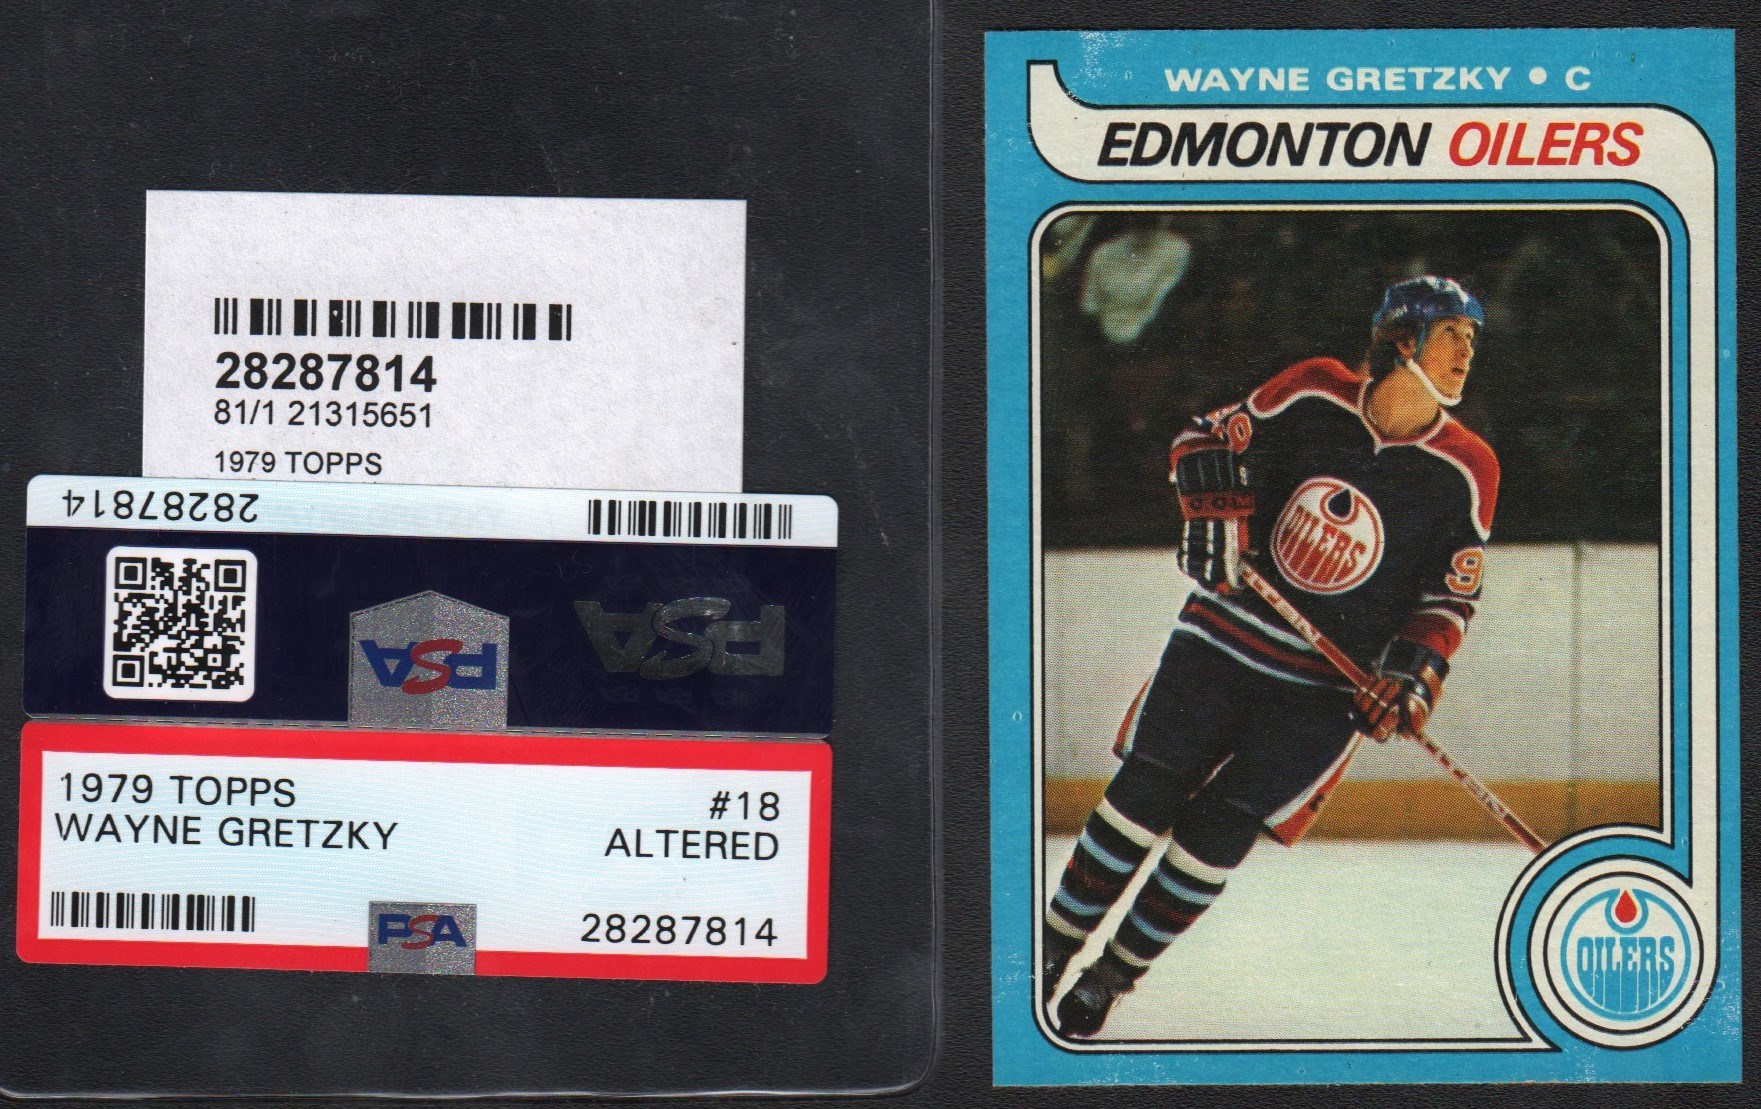 28287814
81/1 21315651
1979 TOPPS
28287814
PSA
PSA
1979 TOPPS
WAYNE GRETZKY
#18
ALTERED
PSA
28287814
WAYNE GRETZKY • C
EDMONTON OILERS
OILERS
9
OILERS